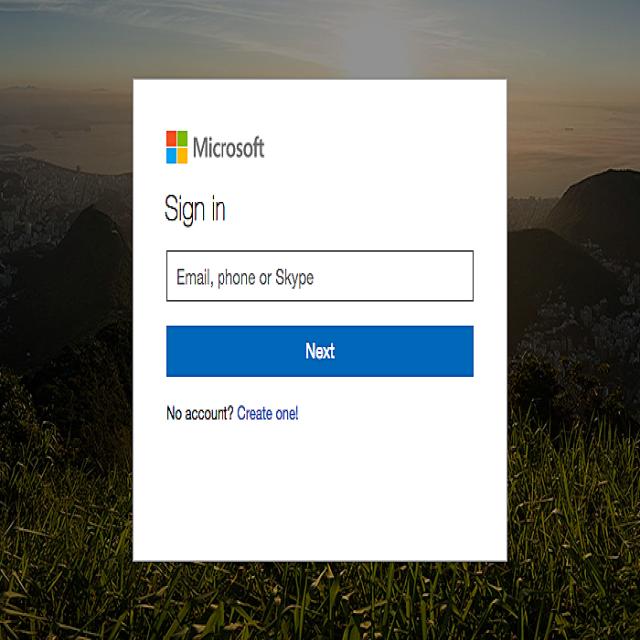 Microsoft
Sign in
Email, phone or Skype
Next
No account? Create one!